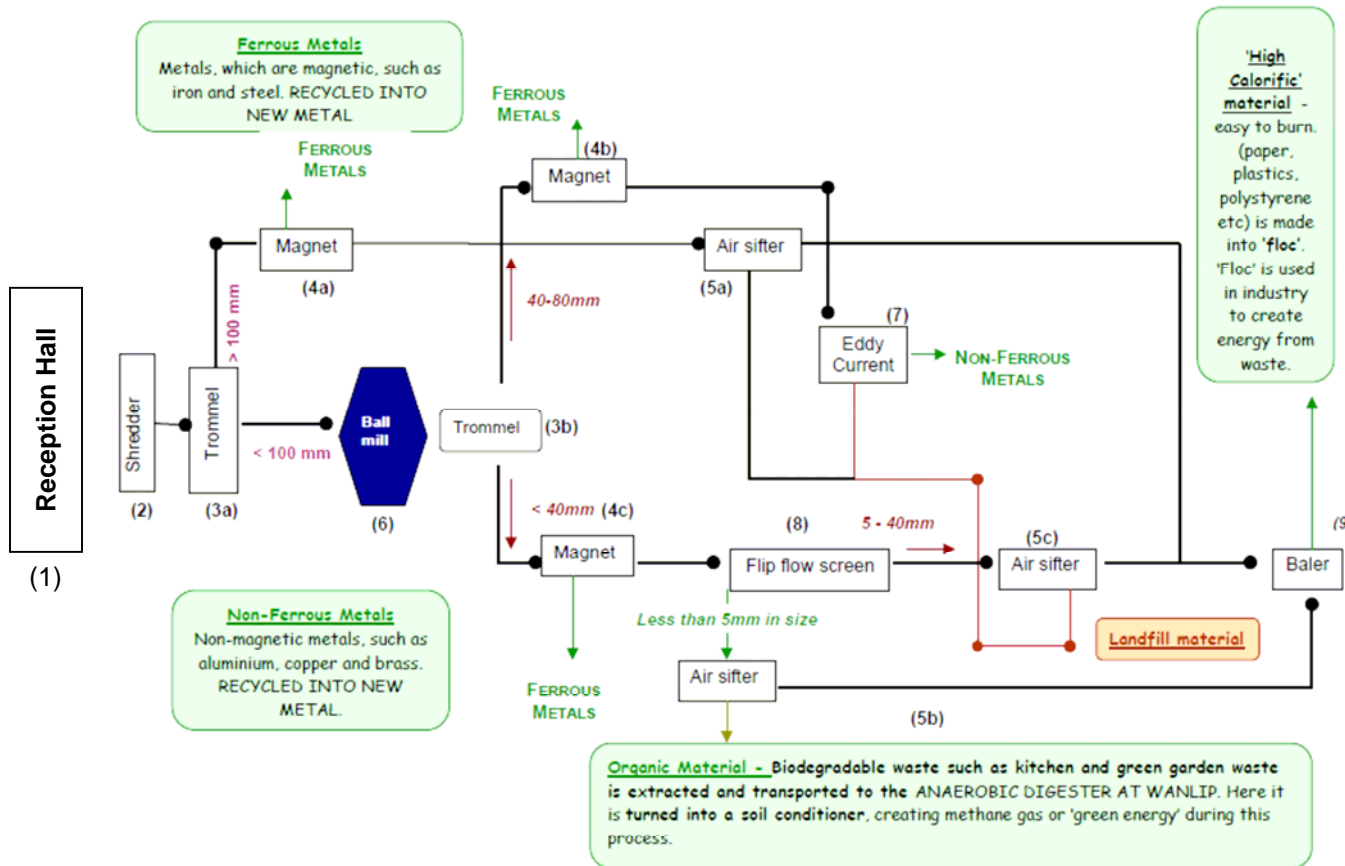 Ferrous Metals
Metals, which are magnetic, such as
iron and steel. RECYCLED INTO
NEW METAL
FERROUS
METALS
FERROUS
METALS
(4b)
Magnet
Magnet
(4a)
Air sifter
(5a)
'High
Calorific'
material -
easy to burn.
(paper,
plastics,
polystyrene
etc) is made
into 'floc'.
'Floc' is used
in industry
to create
energy from
waste.
Reception Hall
(1)
Shredder
(2)
Trommel
(3a)
> 100 mm
< 100 mm
Ball
mill
(6)
40-80mm
Trommel
(3b)
(7)
Eddy
Current
NON-FERROUS
METALS
< 40mm
(4c)
Magnet
FERROUS
METALS
(8)
Flip flow screen
5 - 40mm
(5c)
Air sifter
(9
Baler
Less than 5mm in size
Landfill material
Air sifter
(5b)
Non-Ferrous Metals
Non-magnetic metals, such as
aluminium, copper and brass.
RECYCLED INTO NEW
METAL.
Organic Material - Biodegradable waste such as kitchen and green garden waste
is extracted and transported to the ANAEROBIC DIGESTER AT WANLIP. Here it
is turned into a soil conditioner, creating methane gas or 'green energy' during this
process.